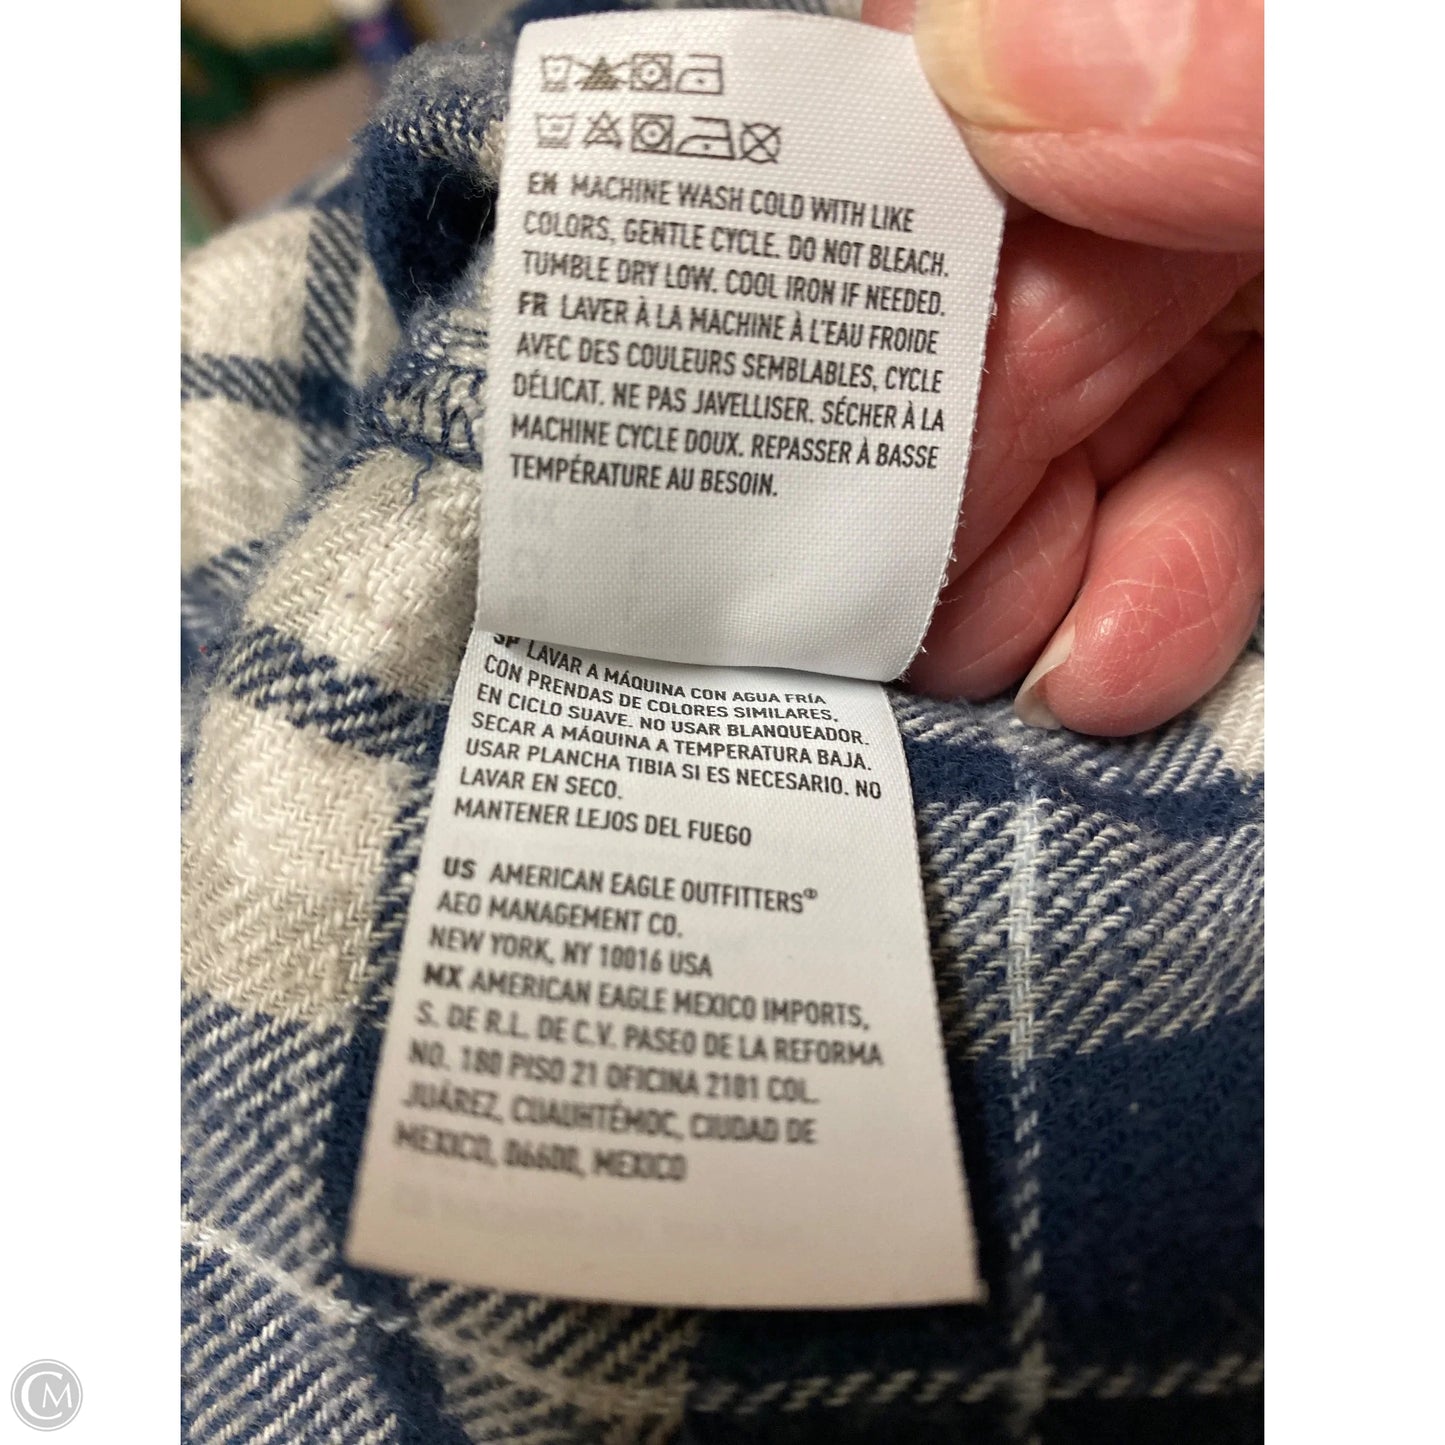 EN MACHINE WASH COLD WITH LIKE
COLORS, GENTLE CYCLE. DO NOT BLEACH.
TUMBLE DRY LOW. COOL IRON IF NEEDED.
FR LAVER À LA MACHINE À L'EAU FROIDE
AVEC DES COULEURS SEMBLABLES, CYCLE
DÉLICAT. NE PAS JAVELLISER. SÉCHER À LA
MACHINE CYCLE DOUX. REPASSER À BASSE
TEMPÉRATURE AU BESOIN.
SP LAVAR A MÁQUINA CON AGUA FRÍA
CON PRENDAS DE COLORES SIMILARES,
EN CICLO SUAVE. NO USAR BLANQUEADOR.
SECAR A MÁQUINA A TEMPERATURA BAJA.
USAR PLANCHA TIBIA SI ES NECESARIO. NO
LAVAR EN SECO.
MANTENER LEJOS DEL FUEGO
US AMERICAN EAGLE OUTFITTERS®
AEO MANAGEMENT CO.
NEW YORK, NY 10016 USA
MX AMERICAN EAGLE MEXICO IMPORTS,
S. DE R.L. DE C.V. PASEO DE LA REFORMA
NO. 180 PISO 21 OFICINA 2101 COL.
JUÁREZ, CUAUHTÉMOC, CIUDAD DE
MEXICO, 06600, MEXICO
CM